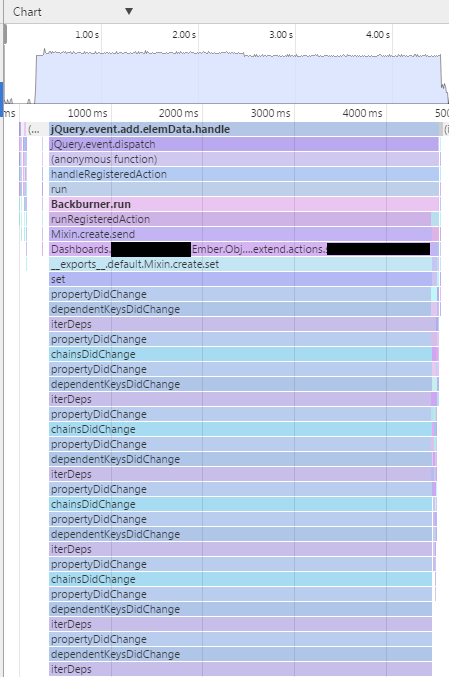 Chart ▼
1.00 s 2.00 s 3.00 s 4.00 s
ms 1000 ms 2000 ms 3000 ms 4000 ms 500
(... jQuery.event.add.elemData.handle (i
jQuery.event.dispatch
(anonymous function)
handleRegisteredAction
run
Backburner.run
runRegisteredAction
Mixin.create.send
Dashboards. Ember.Obj....extend.actions.
__exports__.default.Mixin.create.set
set
propertyDidChange
dependentKeysDidChange
iterDeps
propertyDidChange
chainsDidChange
propertyDidChange
dependentKeysDidChange
iterDeps
propertyDidChange
chainsDidChange
propertyDidChange
dependentKeysDidChange
iterDeps
propertyDidChange
chainsDidChange
propertyDidChange
dependentKeysDidChange
iterDeps
propertyDidChange
chainsDidChange
propertyDidChange
dependentKeysDidChange
iterDeps
propertyDidChange
dependentKeysDidChange
iterDeps